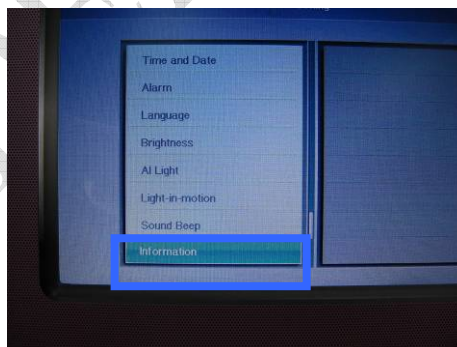 Time and Date
Alarm
Language
Brightness
AI Light
Light-in-motion
Sound Beep
Information